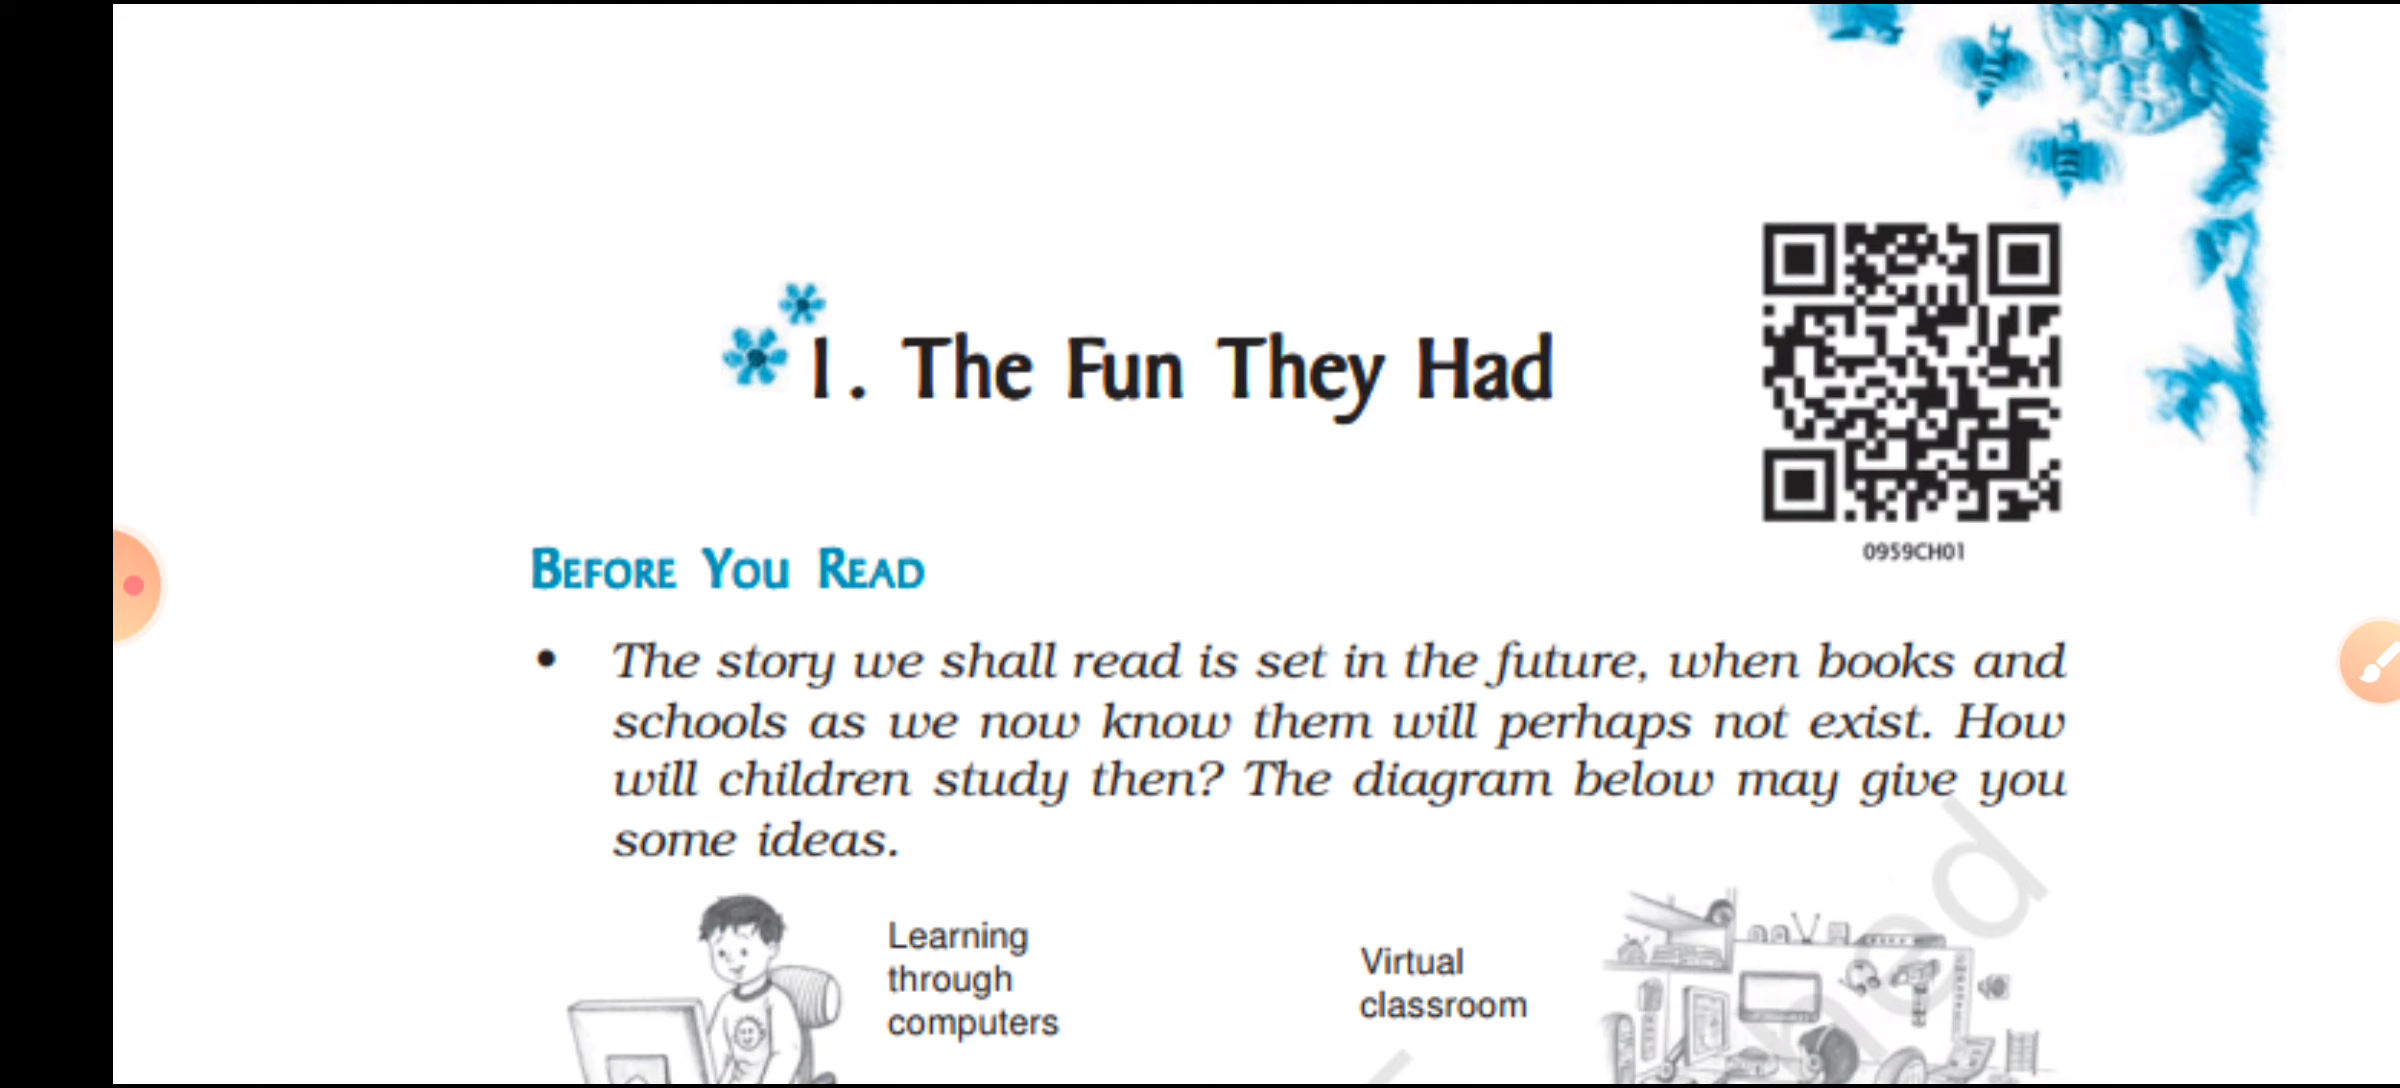 1. The Fun They Had
0959CH01
BEFORE YOU READ
• The story we shall read is set in the future, when books and
schools as we now know them will perhaps not exist. How
will children study then? The diagram below may give you
some ideas.
Learning
through
computers
Virtual
classroom